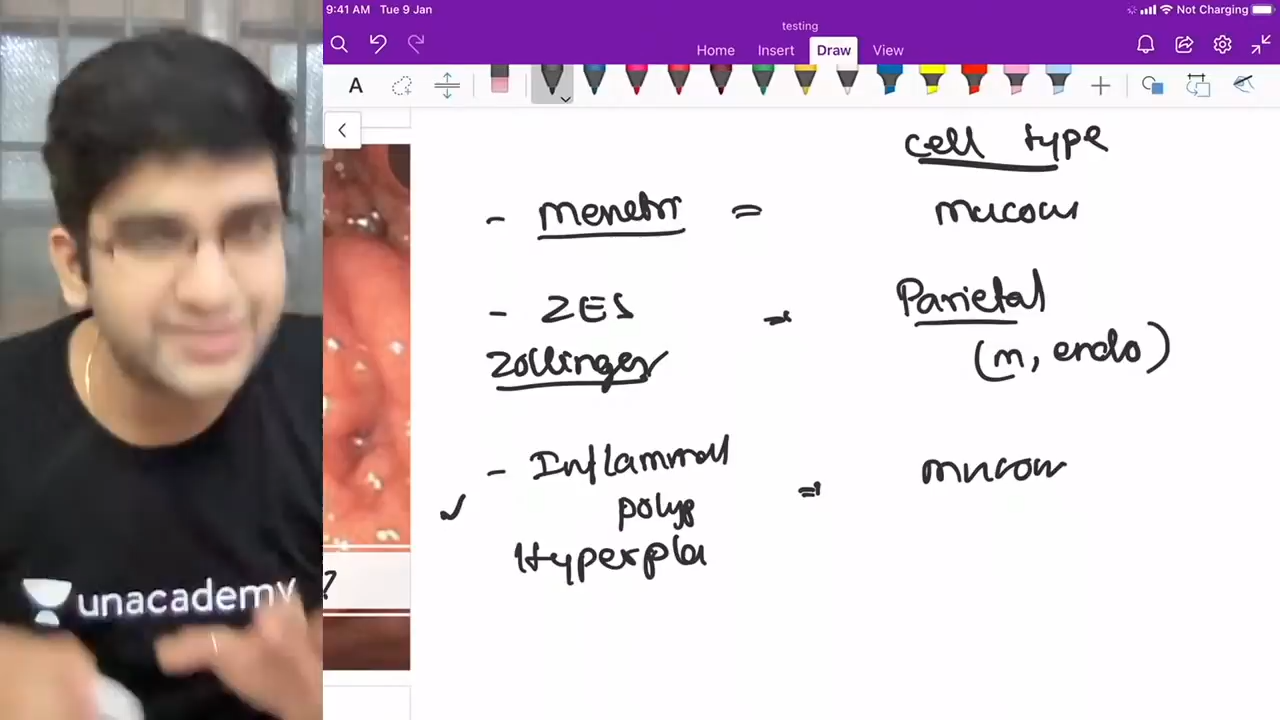 9:41 AM Tue 9 Jan
Not Charging
testing
Home Insert Draw View
A
cell type
- menetr = mucous
- ZES = Parietal
Zollinger (m, endo)
- Inflammat = mucous
polyp
Hyperpla
unacademy
?